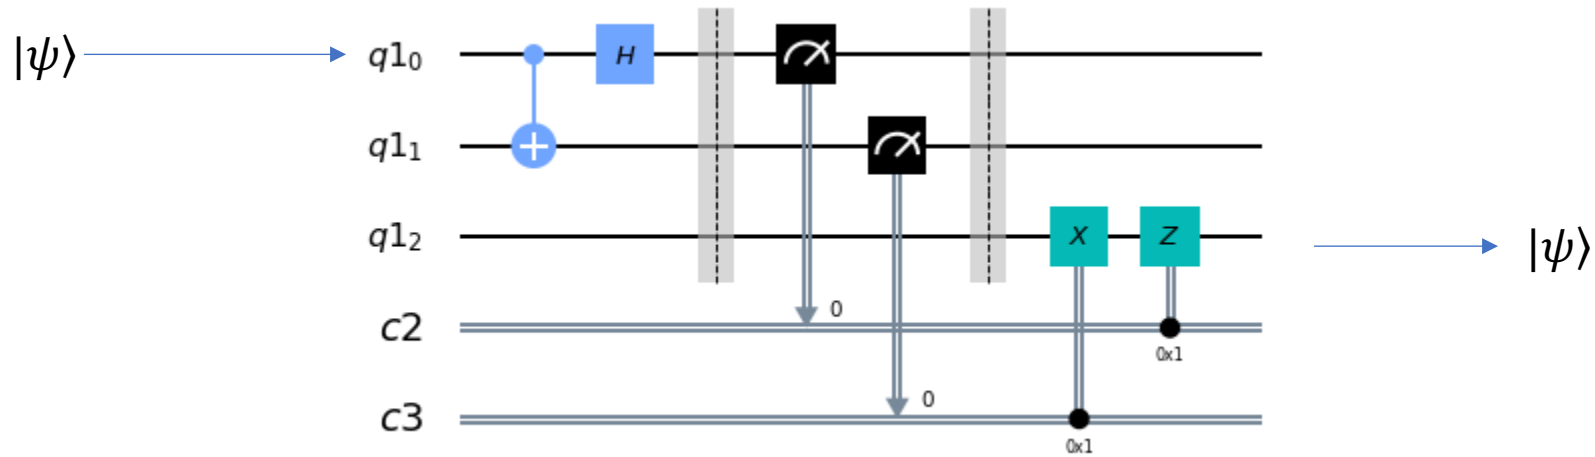 |ψ⟩ q1₀ H
q1₁
q1₂ X Z |ψ⟩
c2 0 0x1
c3 0 0x1